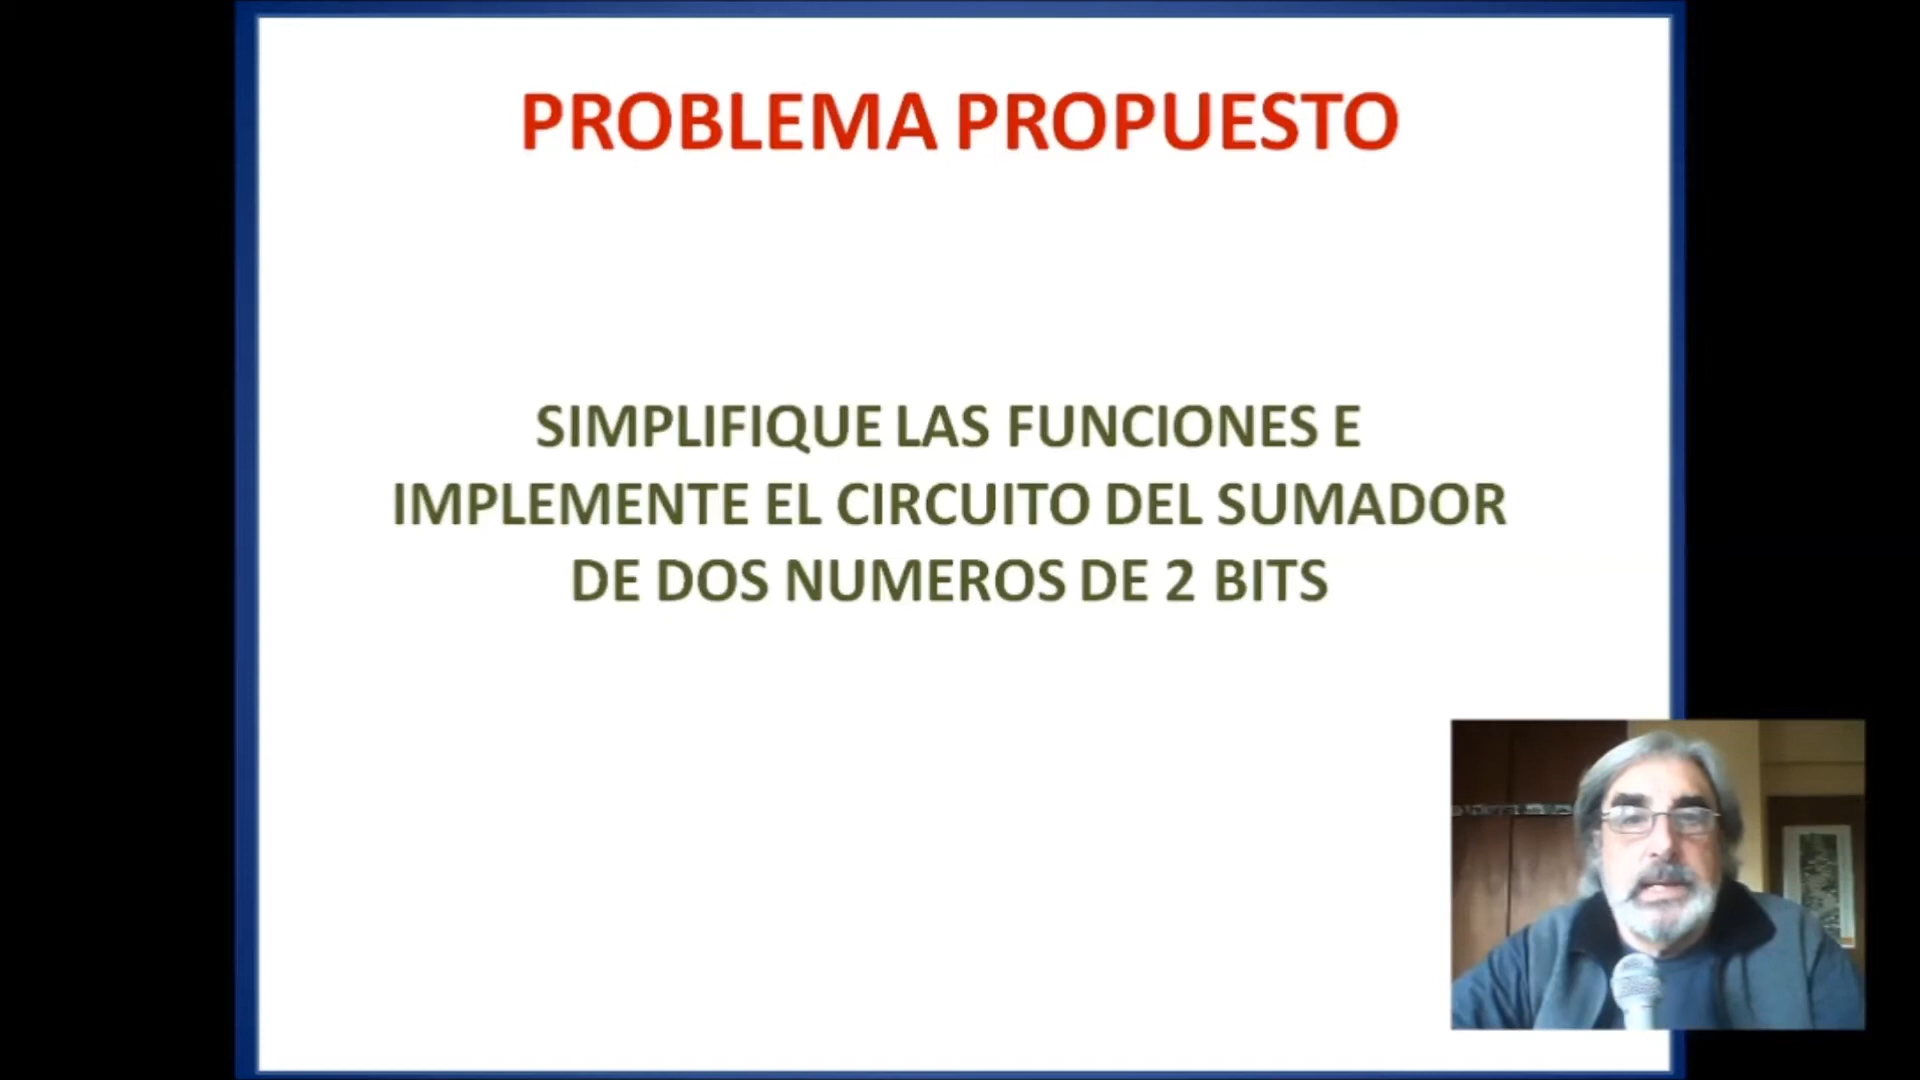 PROBLEMA PROPUESTO
SIMPLIFIQUE LAS FUNCIONES E
IMPLEMENTE EL CIRCUITO DEL SUMADOR
DE DOS NUMEROS DE 2 BITS